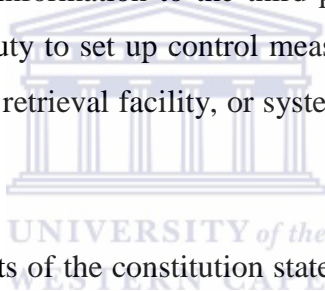 information to the third p
uty to set up control meas
retrieval facility, or syste
UNIVERSITY of the
ts of the constitution state
WESTERN CAPE